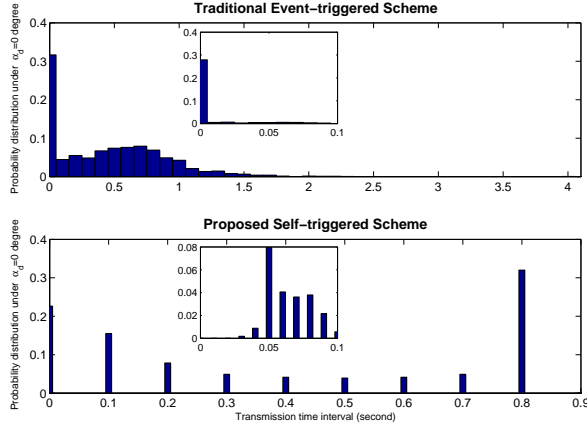 Traditional Event−triggered Scheme
Probability distribution under α_d=0 degree
0.4
0.3
0.2
0.1
0
0.4
0.3
0.2
0.1
0
0 0.05 0.1
0 0.5 1 1.5 2 2.5 3 3.5 4
Proposed Self−triggered Scheme
Probability distribution under α_d=0 degree
0.4
0.3
0.2
0.1
0
0.08
0.06
0.04
0.02
0
0 0.05 0.1
0 0.1 0.2 0.3 0.4 0.5 0.6 0.7 0.8 0.9
Transmission time interval (second)